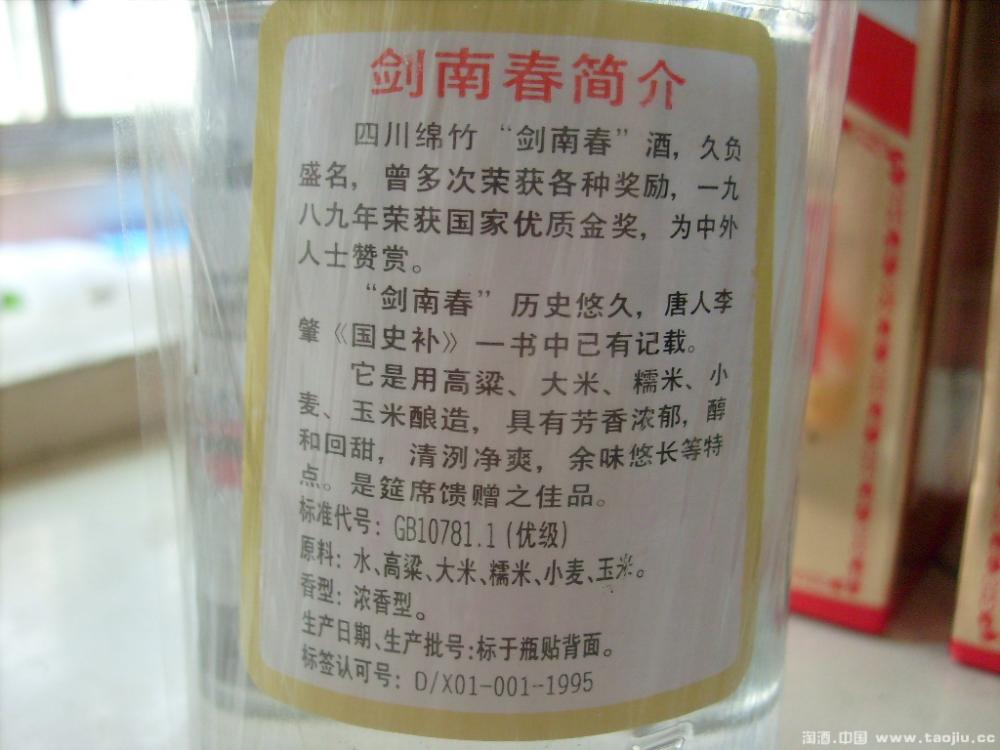 剑南春简介
四川绵竹“剑南春”酒，久负
盛名，曾多次荣获各种奖励，一九
八九年荣获国家优质金奖，为中外
人士赞赏。
“剑南春”历史悠久，唐人李
肇《国史补》一书中已有记载。
它是用高粱、大米、糯米、小
麦、玉米酿造，具有芳香浓郁，醇
和回甜，清洌净爽，余味悠长等特
点。是筵席馈赠之佳品。
标准代号：GB10781.1(优级)
原料：水、高粱、大米、糯米、小麦、玉米。
香型：浓香型。
生产日期、生产批号:标于瓶贴背面。
标签认可号：D/X01-001-1995
淘酒.中国 www.taojiu.cc